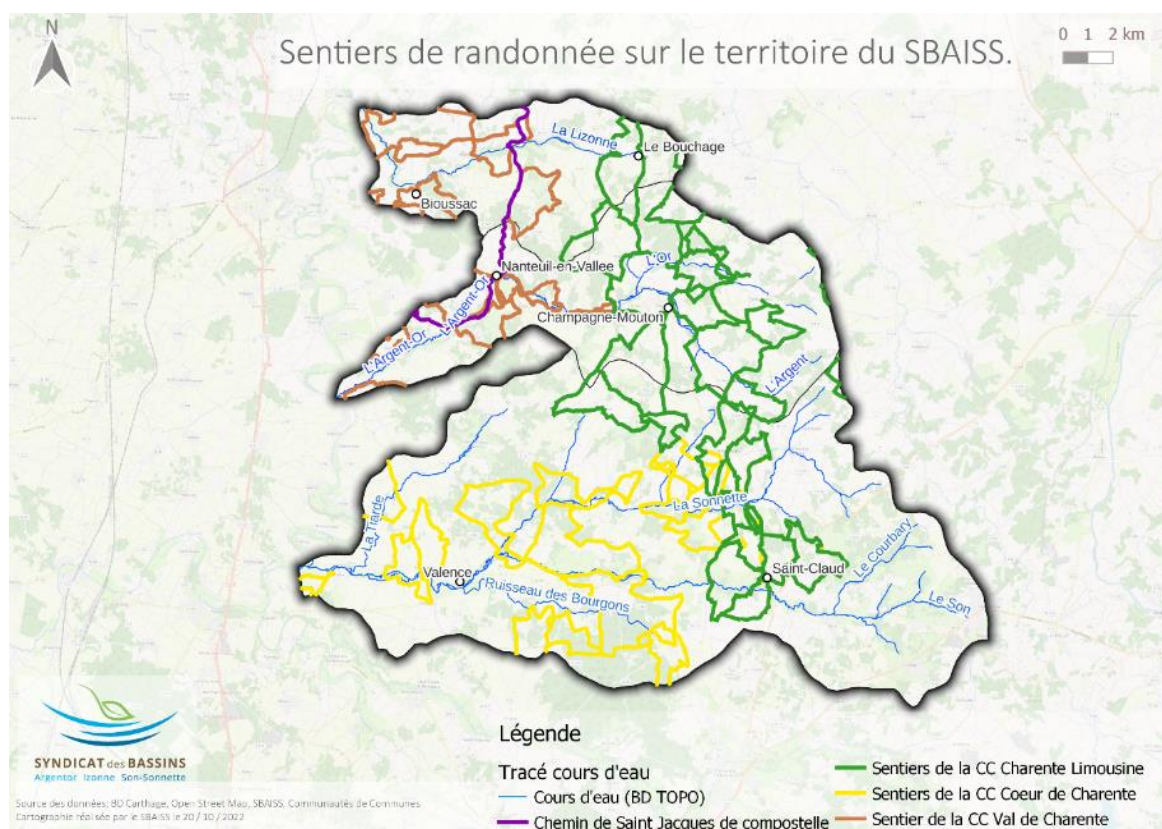 N
Sentiers de randonnée sur le territoire du SBAISS.
0 1 2 km
La Lizonne
Le Bouchage
Bioussac
Nanteuil-en-Vallee
L'Or
L'Argent-Or
Champagne-Mouton
L'Argent-Or
L'Argent
La Sonnette
La Tiarde
Le Courbary
Valence
Saint-Claud
Ruisseau des Bourgons
Le Son
Légende
Tracé cours d'eau
Cours d'eau (BD TOPO)
Chemin de Saint Jacques de compostelle
Sentiers de la CC Charente Limousine
Sentiers de la CC Coeur de Charente
Sentier de la CC Val de Charente
SYNDICAT des BASSINS
Argentor Izonne Son-Sonnette
Source des données: BD Carthage, Open Street Map, SBAISS, Communautés de Communes
Cartographie réalisée par le SBAISS le 20 / 10 / 2022